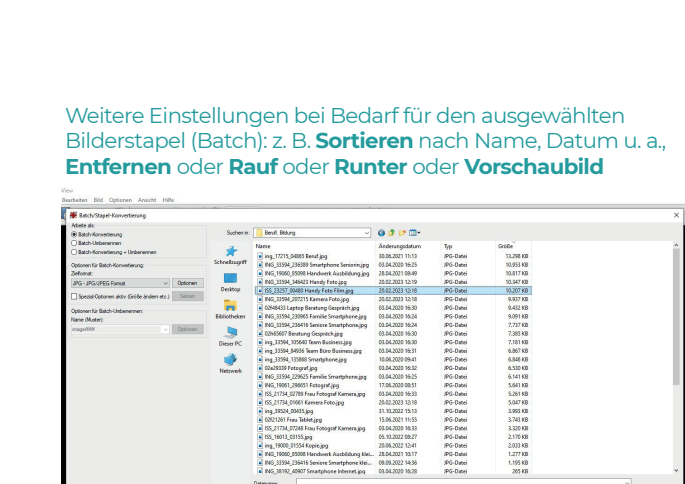 Weitere Einstellungen bei Bedarf für den ausgewählten
Bilderstapel (Batch): z. B. Sortieren nach Name, Datum u. a.,
Entfernen oder Rauf oder Runter oder Vorschaubild
View
Bearbeiten Bild Optionen Ansicht Hilfe
Batch/Stapel-Konvertierung
Arbeite als:
Batch-Konvertierung
Batch-Umbenennen
Batch-Konvertierung + Umbenennen
Optionen für Batch-Konvertierung:
Zielformat:
JPG - JPG/JPEG Format Optionen
Spezial-Optionen aktiv (Größe ändern etc.) Setzen
Optionen für Batch-Umbenennen:
Name (Muster):
image##### Optionen
Suchen in: Berufl. Bildung
Schnellzugriff
Desktop
Bibliotheken
Dieser PC
Netzwerk
Name Änderungsdatum Typ Größe
ing_17215_04865 Beruf.jpg 30.06.2021 11:13 JPG-Datei 13.298 KB
ING_33594_236389 Smartphone Seniorin.jpg 03.04.2020 16:25 JPG-Datei 10.953 KB
ING_19060_85098 Handwerk Ausbildung.jpg 28.04.2021 08:49 JPG-Datei 10.817 KB
ING_33594_346423 Handy Foto.jpg 20.02.2023 12:19 JPG-Datei 10.347 KB
ISS_23257_00480 Handy Foto Film.jpg 20.02.2023 12:18 JPG-Datei 10.207 KB
ING_33594_207215 Kamera Foto.jpg 20.02.2023 12:18 JPG-Datei 9.937 KB
02f48433 Laptop Beratung Gespräch.jpg 03.04.2020 16:30 JPG-Datei 9.432 KB
ING_33594_230965 Familie Smartphone.jpg 03.04.2020 16:24 JPG-Datei 9.091 KB
ING_33594_236416 Seniore Smartphone.jpg 03.04.2020 16:24 JPG-Datei 7.737 KB
02h65607 Beratung Gespräch.jpg 03.04.2020 16:30 JPG-Datei 7.385 KB
ing_33594_105640 Team Business.jpg 03.04.2020 16:30 JPG-Datei 7.181 KB
ing_33594_84936 Team Büro Business.jpg 03.04.2020 16:31 JPG-Datei 6.867 KB
ing_33594_135868 Smartphone.jpg 10.06.2020 09:41 JPG-Datei 6.846 KB
02e29339 Fotograf.jpg 03.04.2020 16:32 JPG-Datei 6.530 KB
ING_33594_229625 Familie Smartphone.jpg 03.04.2020 16:25 JPG-Datei 6.141 KB
ING_19061_298651 Fotograf.jpg 17.06.2020 08:51 JPG-Datei 5.641 KB
ISS_21734_02789 Frau Fotograf Kamera.jpg 03.04.2020 16:33 JPG-Datei 5.261 KB
ISS_21734_01661 Kamera Foto.jpg 20.02.2023 12:18 JPG-Datei 5.047 KB
ing_39524_00435.jpg 31.10.2022 15:13 JPG-Datei 3.993 KB
02f21261 Frau Tablet.jpg 15.06.2021 11:55 JPG-Datei 3.743 KB
ISS_21734_07248 Frau Fotograf Kamera.jpg 03.04.2020 16:33 JPG-Datei 3.320 KB
ISS_16013_03155.jpg 05.10.2022 08:27 JPG-Datei 2.170 KB
ing_19000_01554 Kopie.jpg 20.06.2022 12:41 JPG-Datei 2.033 KB
ING_19060_85098 Handwerk Ausbildung klei... 28.04.2021 10:17 JPG-Datei 1.277 KB
ING_33594_236416 Seniore Smartphone klei... 09.09.2022 14:36 JPG-Datei 1.195 KB
ING_38192_40907 Smartphone Internet.jpg 03.04.2020 16:28 JPG-Datei 265 KB
Dateiname: